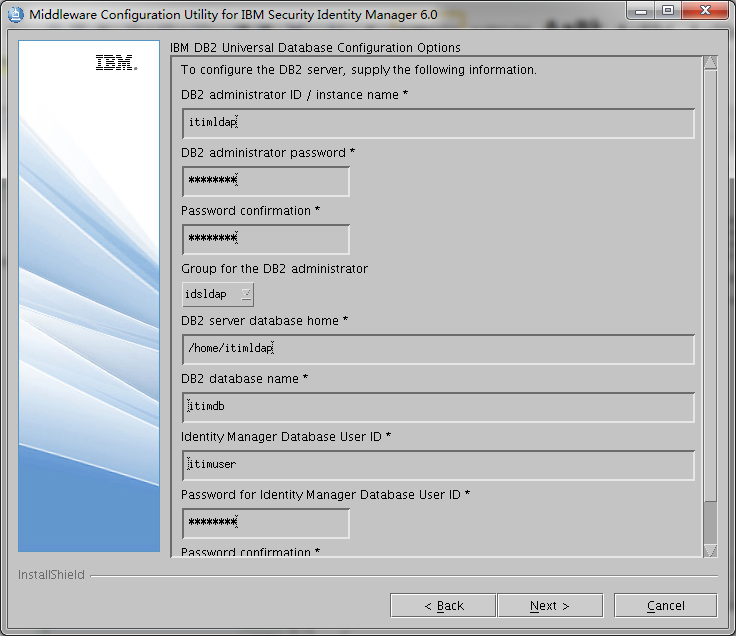 Middleware Configuration Utility for IBM Security Identity Manager 6.0
IBM.
IBM DB2 Universal Database Configuration Options
To configure the DB2 server, supply the following information.
DB2 administrator ID / instance name *
itimldap
DB2 administrator password *
********
Password confirmation *
********
Group for the DB2 administrator
idsldap
DB2 server database home *
/home/itimldap
DB2 database name *
itimdb
Identity Manager Database User ID *
itimuser
Password for Identity Manager Database User ID *
********
Password confirmation *
InstallShield
< Back
Next >
Cancel